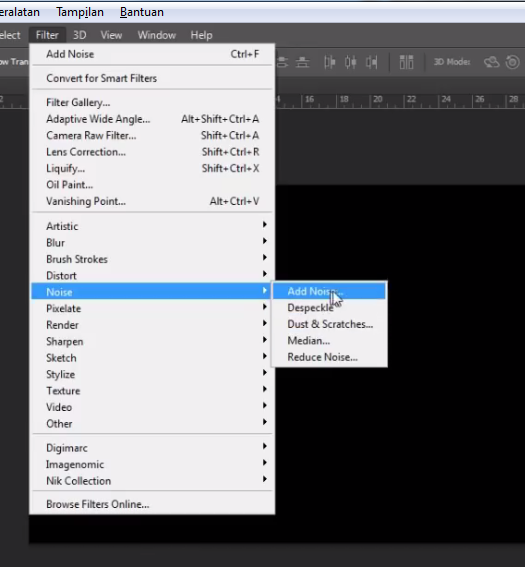 eralatan Tampilan Bantuan
elect Filter 3D View Window Help
Add Noise Ctrl+F
Convert for Smart Filters
Filter Gallery...
Adaptive Wide Angle... Alt+Shift+Ctrl+A
Camera Raw Filter... Shift+Ctrl+A
Lens Correction... Shift+Ctrl+R
Liquify... Shift+Ctrl+X
Oil Paint...
Vanishing Point... Alt+Ctrl+V
Artistic
Blur
Brush Strokes
Distort
Noise
Pixelate
Render
Sharpen
Sketch
Stylize
Texture
Video
Other
Digimarc
Imagenomic
Nik Collection
Browse Filters Online...
Add Noise...
Despeckle
Dust & Scratches...
Median...
Reduce Noise...
ow Tran
3D Mode:
2 4 16 18 20 22 24 26 28